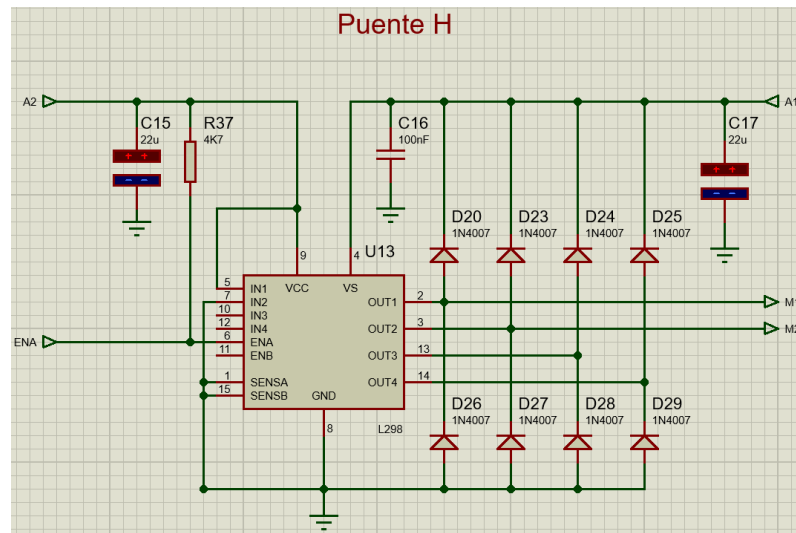 Puente H
A2
A1
C15
22u
R37
4K7
C16
100nF
C17
22u
D20
1N4007
D23
1N4007
D24
1N4007
D25
1N4007
U13
9
4
VCC
VS
5
IN1
7
IN2
10
IN3
12
IN4
6
ENA
11
ENB
1
SENSA
15
SENSB
GND
8
OUT1
2
OUT2
3
OUT3
13
OUT4
14
L298
ENA
M1
M2
D26
1N4007
D27
1N4007
D28
1N4007
D29
1N4007